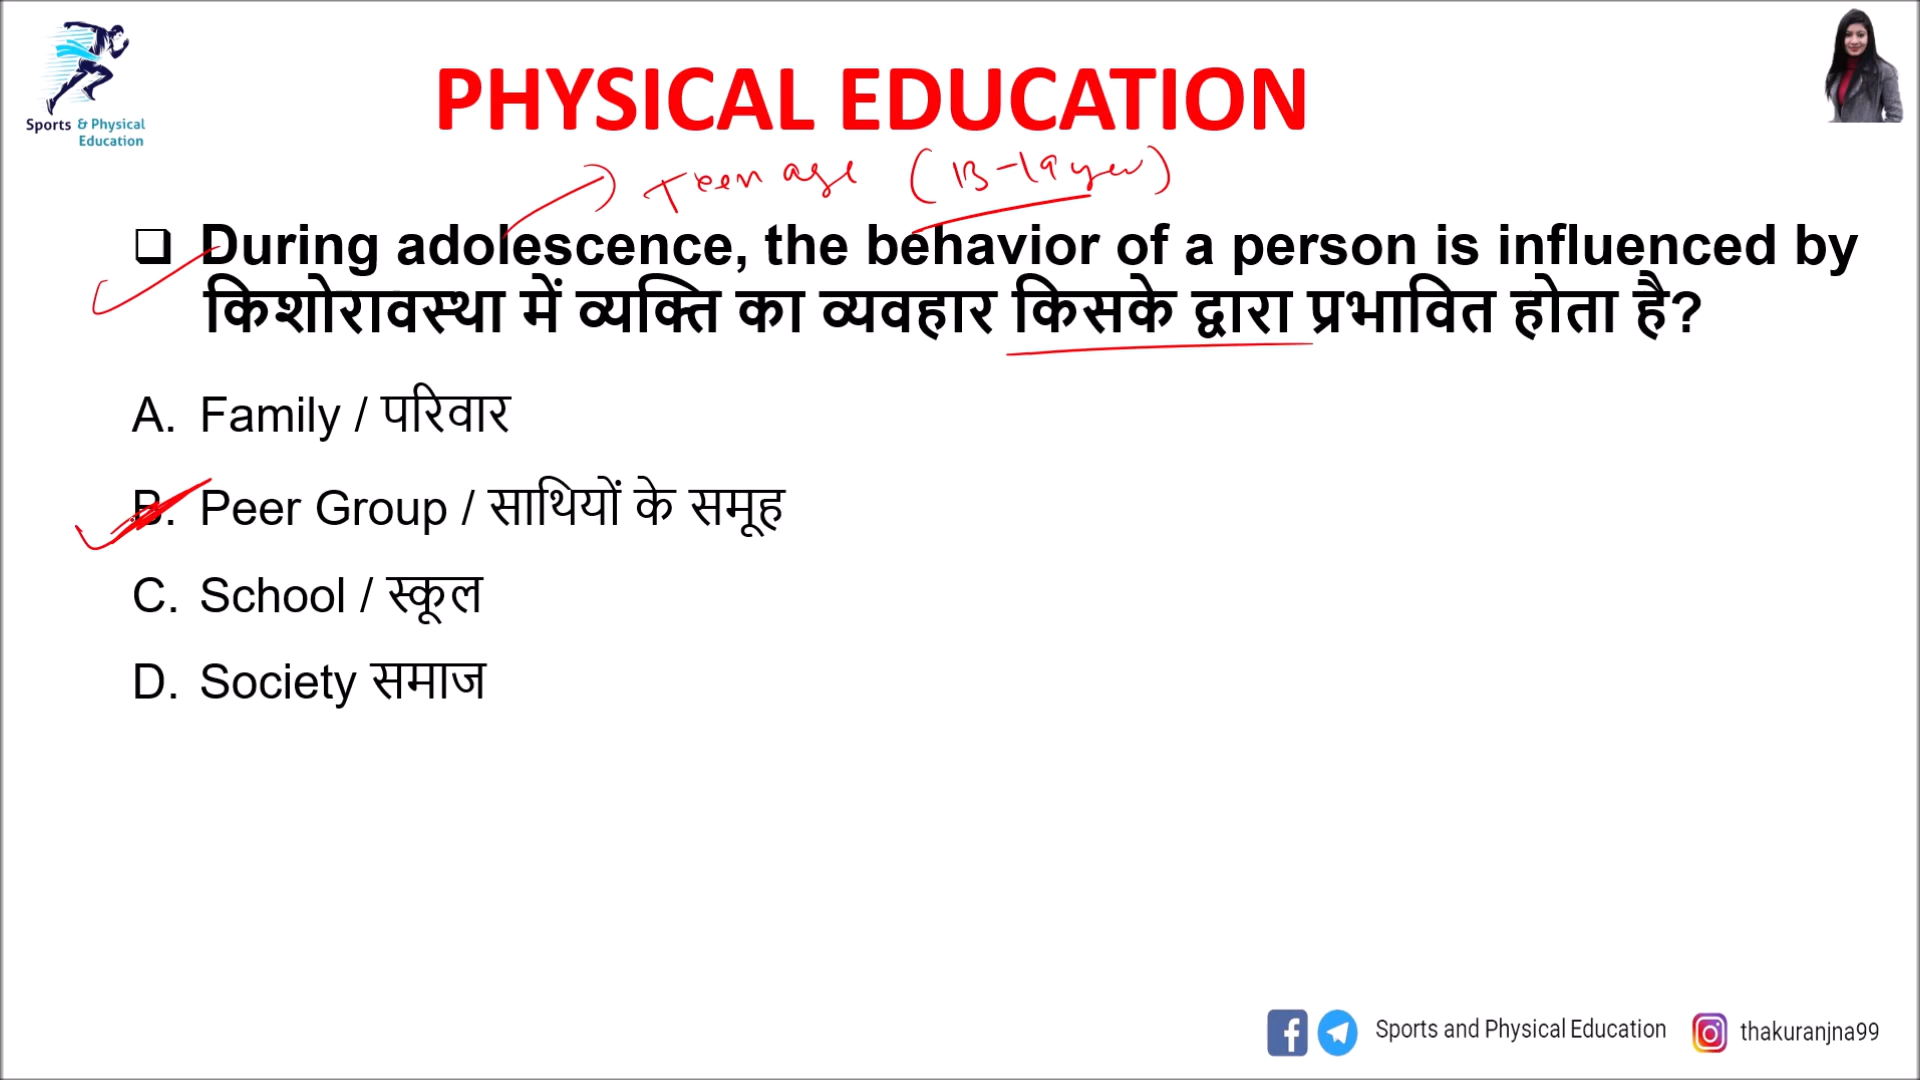 Sports & Physical
Education
PHYSICAL EDUCATION
Teen age (13-19 year)
❑ During adolescence, the behavior of a person is influenced by
किशोरावस्था में व्यक्ति का व्यवहार किसके द्वारा प्रभावित होता है?
A. Family / परिवार
B. Peer Group / साथियों के समूह
C. School / स्कूल
D. Society समाज
Sports and Physical Education thakuranjna99